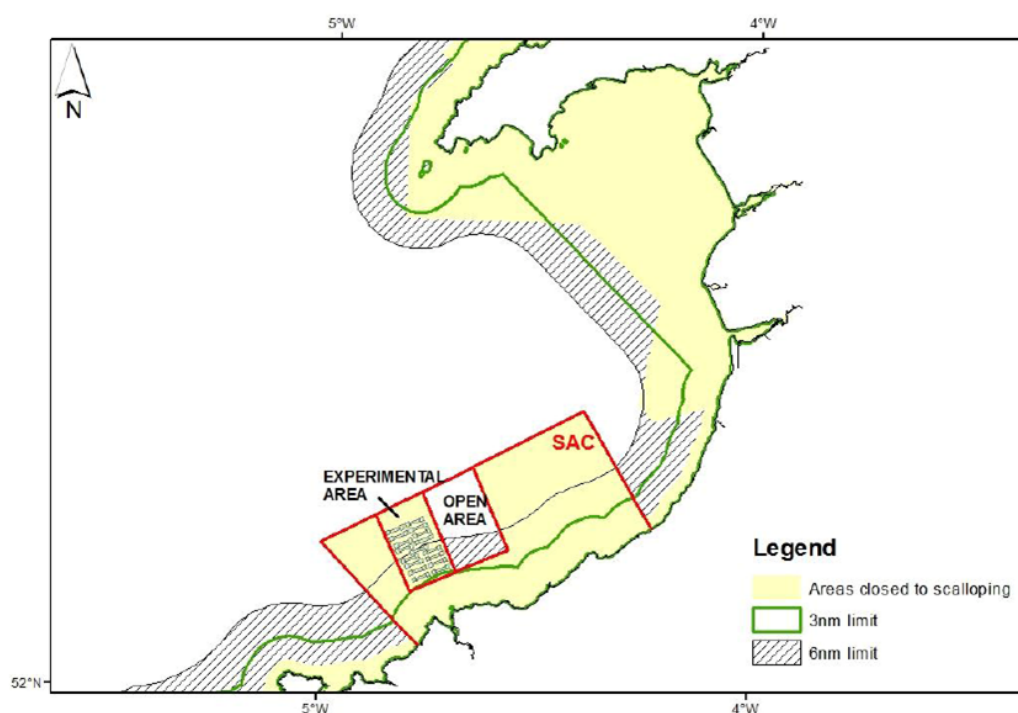 5°W
4°W
N
SAC
EXPERIMENTAL
AREA
OPEN
AREA
Legend
Areas closed to scalloping
3nm limit
6nm limit
52°N
5°W
4°W